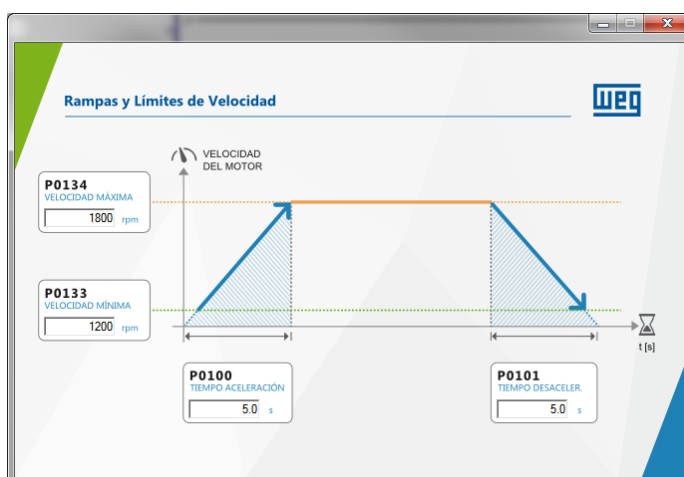 Rampas y Límites de Velocidad
WEG
VELOCIDAD
DEL MOTOR
P0134
VELOCIDAD MÁXIMA
1800 rpm
P0133
VELOCIDAD MÍNIMA
1200 rpm
t [s]
P0100
TIEMPO ACELERACIÓN
5.0 s
P0101
TIEMPO DESACELER.
5.0 s